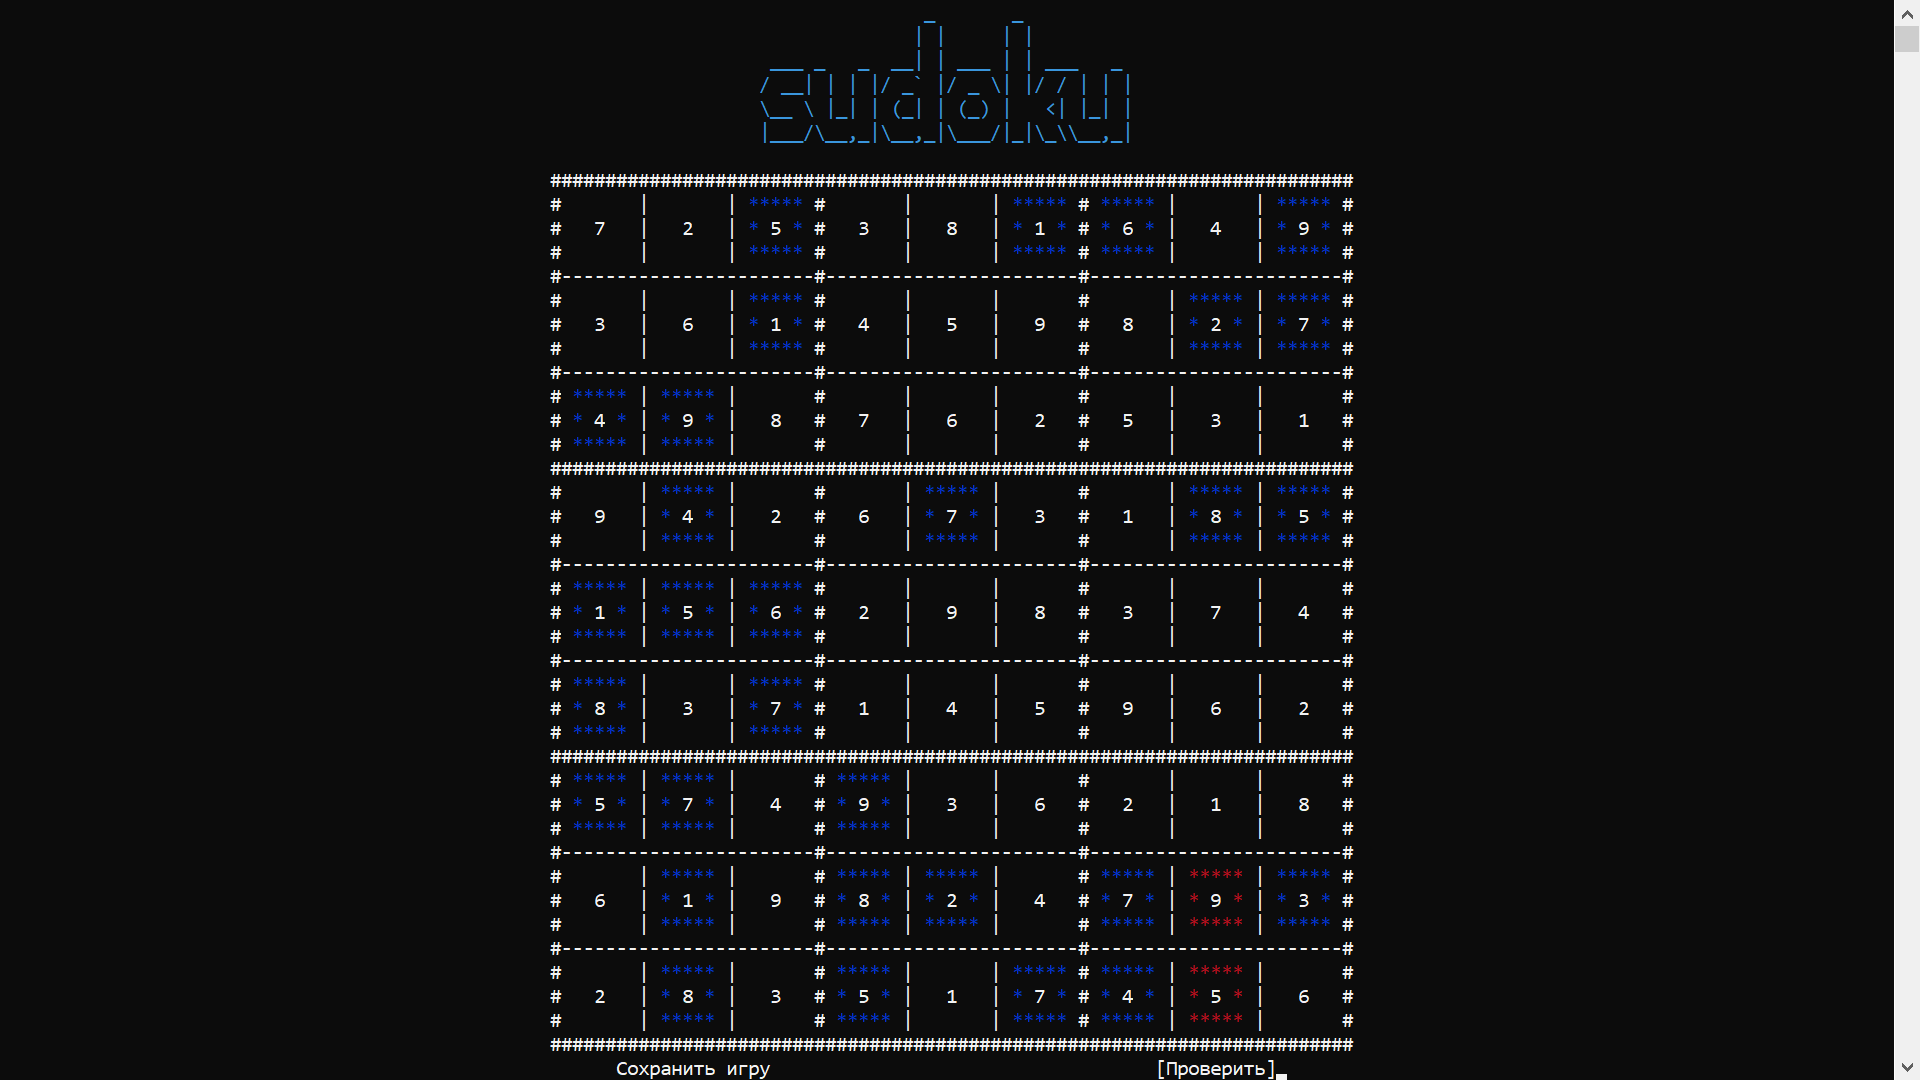 sudoku
7 2 5 3 8 1 6 4 9
3 6 1 4 5 9 8 2 7
4 9 8 7 6 2 5 3 1
9 4 2 6 7 3 1 8 5
1 5 6 2 9 8 3 7 4
8 3 7 1 4 5 9 6 2
5 7 4 9 3 6 2 1 8
6 1 9 8 2 4 7 9 3
2 8 3 5 1 7 4 5 6
Сохранить игру [Проверить]